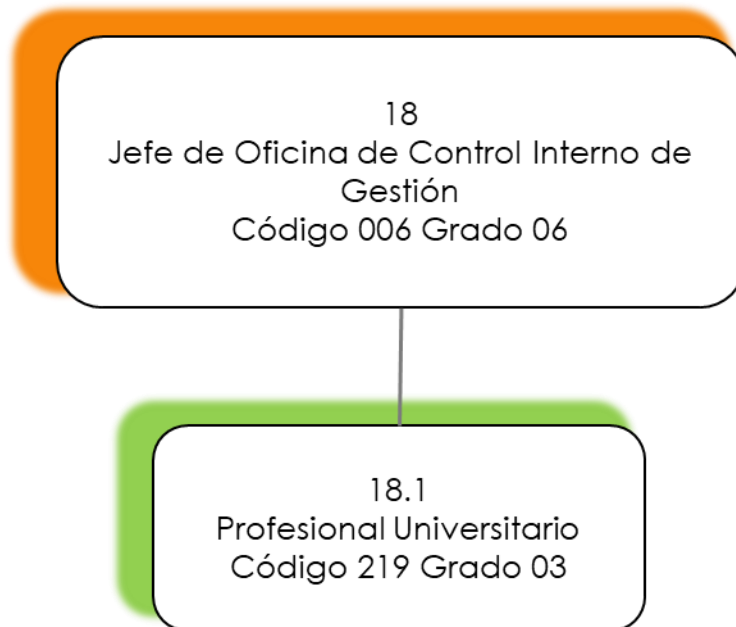 18
Jefe de Oficina de Control Interno de
Gestión
Código 006 Grado 06
18.1
Profesional Universitario
Código 219 Grado 03